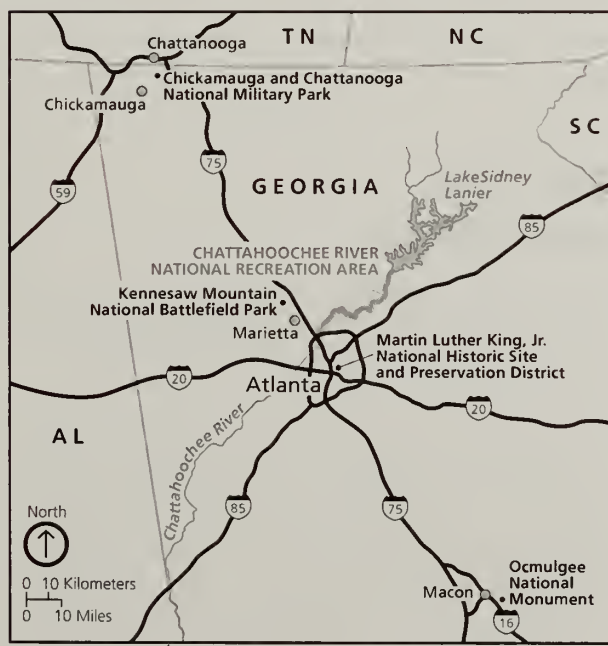 TN
NC
Chattanooga
Chickamauga and Chattanooga
National Military Park
Chickamauga
SC
59
75
GEORGIA
LakeSidney
Lanier
85
CHATTAHOOCHEE RIVER
NATIONAL RECREATION AREA
Kennesaw Mountain
National Battlefield Park
Marietta
Martin Luther King, Jr.
National Historic Site
and Preservation District
20
Atlanta
20
AL
Chattahoochee River
85
75
North
0 10 Kilometers
0 10 Miles
Macon
Ocmulgee
National
Monument
16